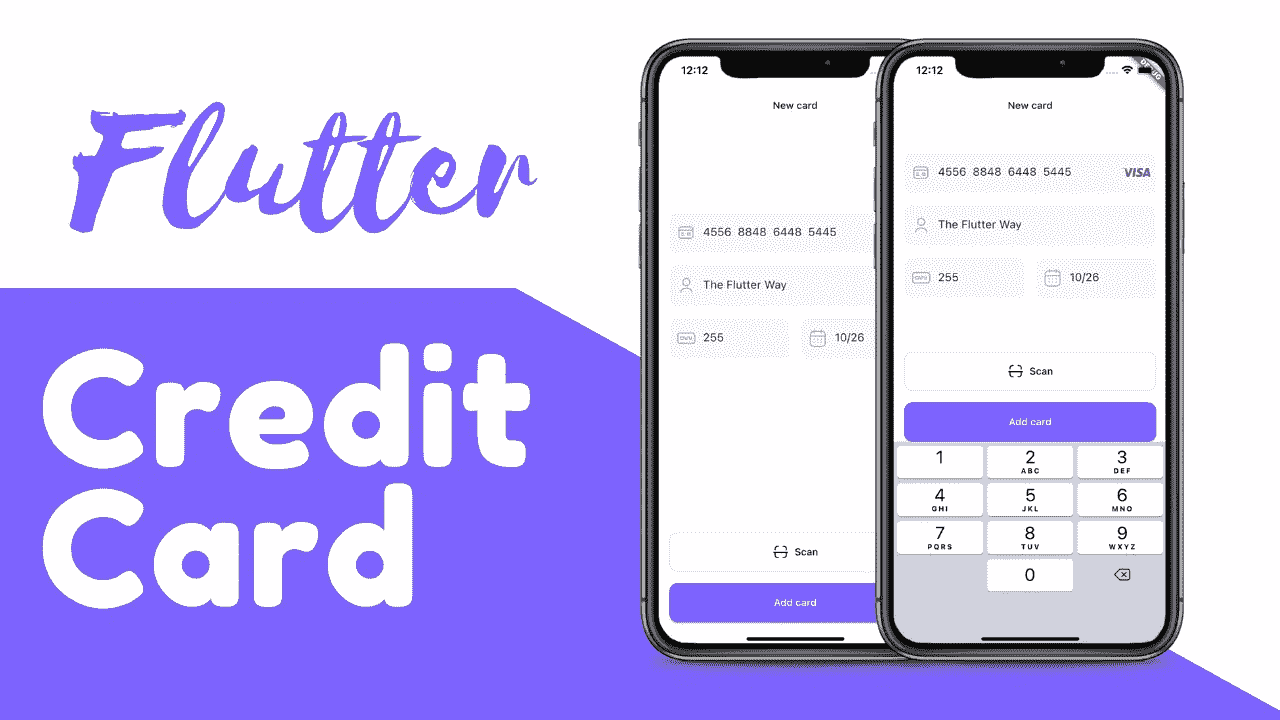 Flutter
Credit
Card
12:12
New card
4556 8848 6448 5445
The Flutter Way
255
10/26
Scan
Add card
12:12
New card
4556 8848 6448 5445 VISA
The Flutter Way
255 10/26
Scan
Add card
1 2 3
ABC DEF
4 5 6
GHI JKL MNO
7 8 9
PQRS TUV WXYZ
0